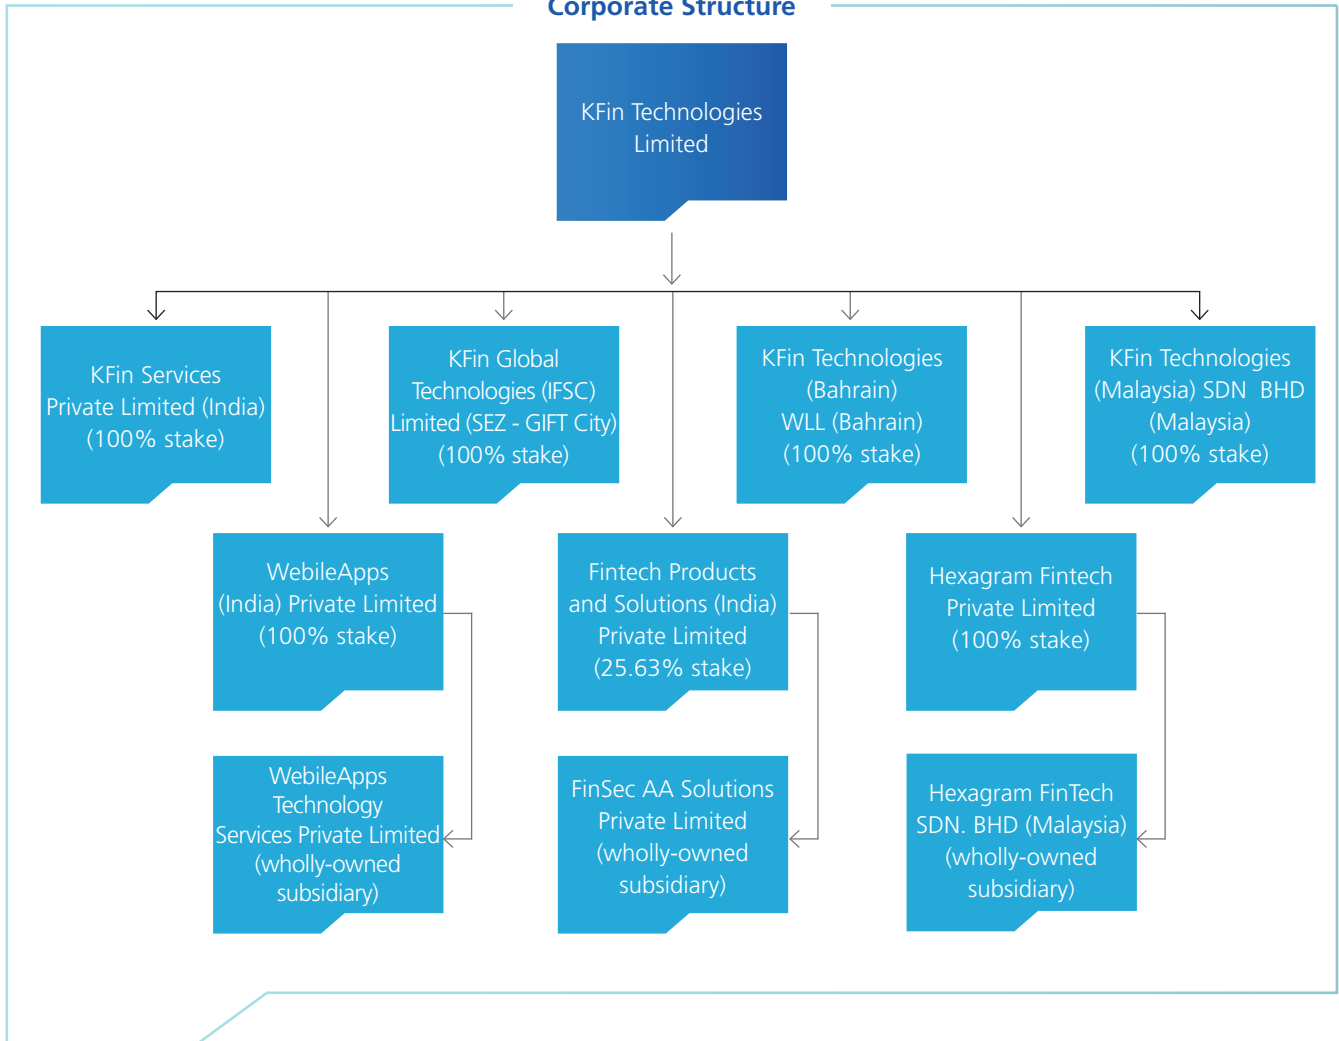 Corporate Structure
KFin Technologies
Limited
KFin Services
Private Limited (India)
(100% stake)
KFin Global
Technologies (IFSC)
Limited (SEZ - GIFT City)
(100% stake)
KFin Technologies
(Bahrain)
WLL (Bahrain)
(100% stake)
KFin Technologies
(Malaysia) SDN BHD
(Malaysia)
(100% stake)
WebileApps
(India) Private Limited
(100% stake)
Fintech Products
and Solutions (India)
Private Limited
(25.63% stake)
Hexagram Fintech
Private Limited
(100% stake)
WebileApps
Technology
Services Private Limited
(wholly-owned
subsidiary)
FinSec AA Solutions
Private Limited
(wholly-owned
subsidiary)
Hexagram FinTech
SDN. BHD (Malaysia)
(wholly-owned
subsidiary)